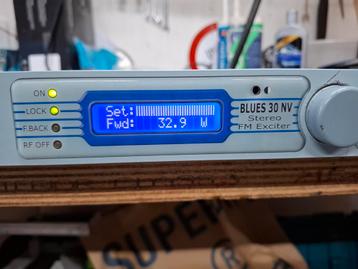 ON
LOCK
F.BACK
RF OFF
Set:
Fwd: 32.9 W
BLUES 30 NV
Stereo
FM Exciter
SUPER
®